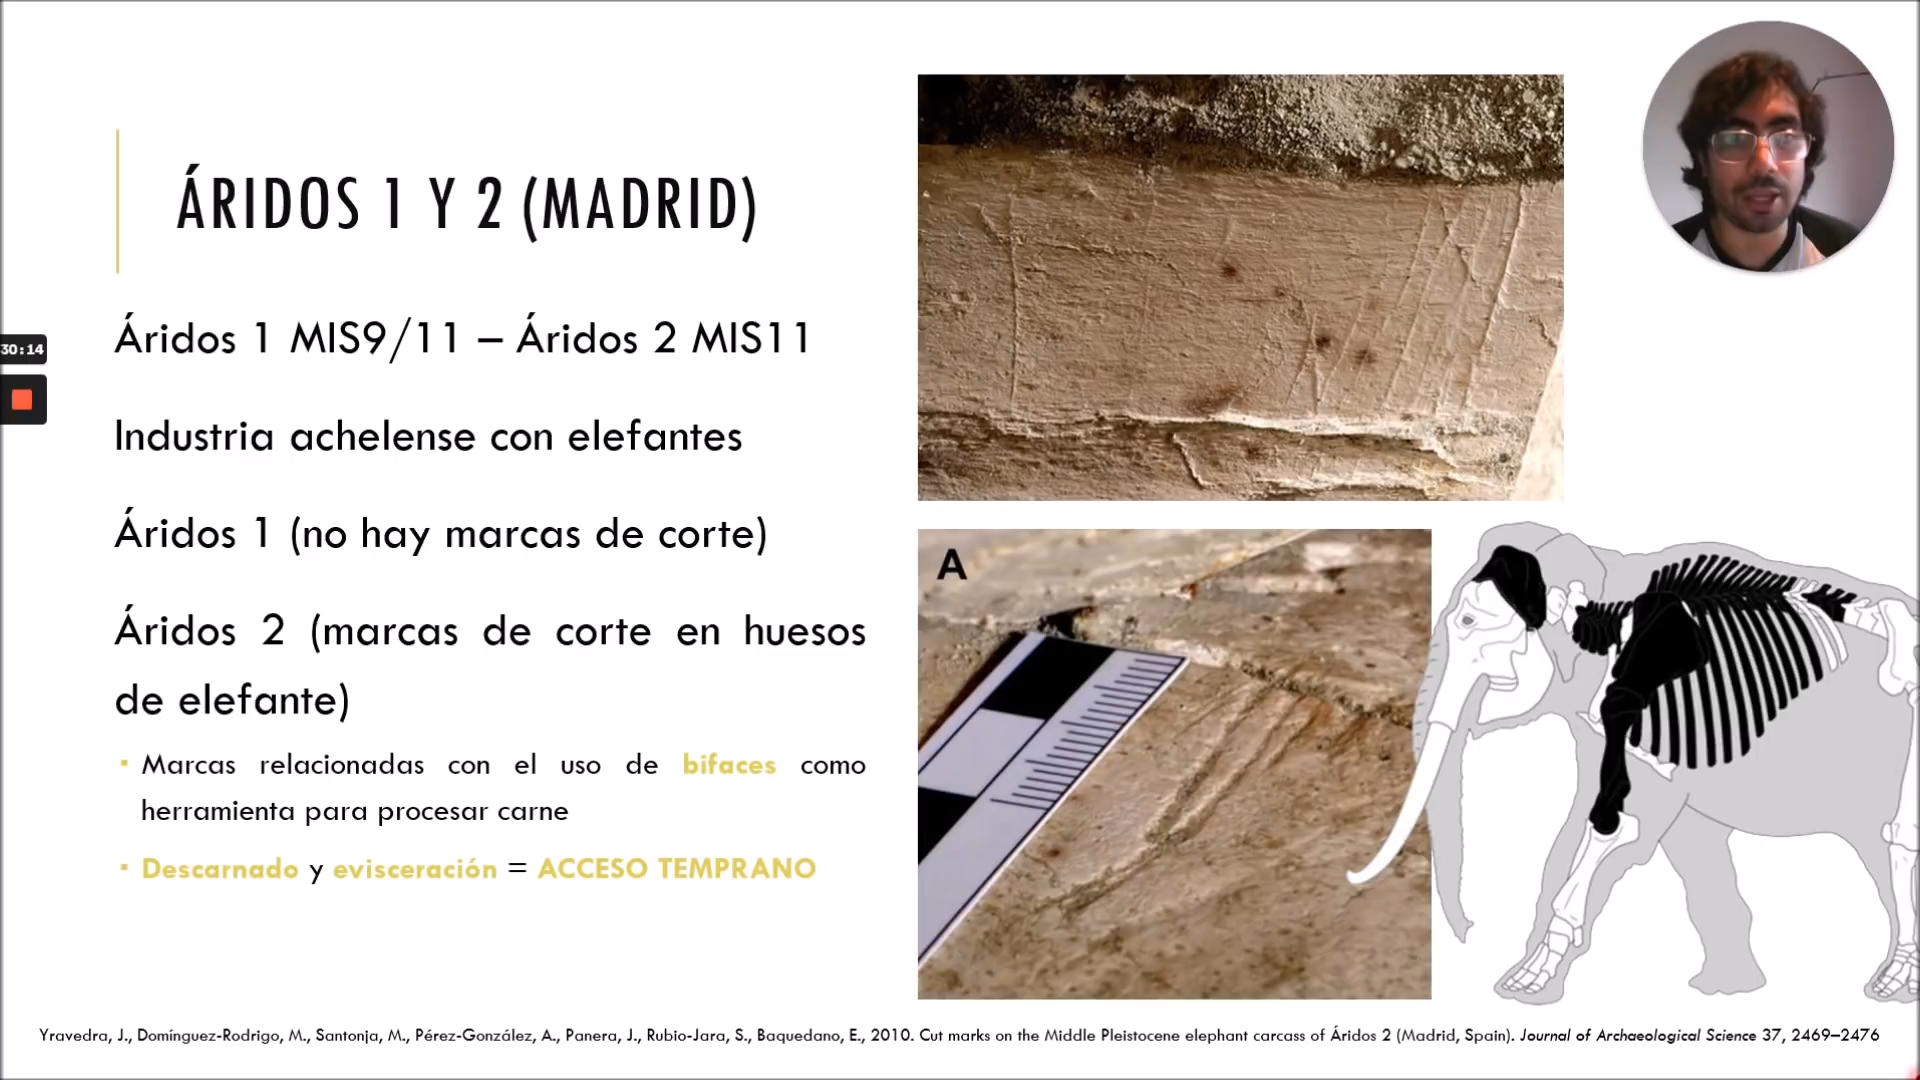 ÁRIDOS 1 Y 2 (MADRID)
Áridos 1 MIS9/11 – Áridos 2 MIS11
30:14
Industria achelense con elefantes
Áridos 1 (no hay marcas de corte)
Áridos 2 (marcas de corte en huesos
de elefante)
▪ Marcas relacionadas con el uso de bifaces como
herramienta para procesar carne
▪ Descarnado y evisceración = ACCESO TEMPRANO
A
Yravedra, J., Domínguez-Rodrigo, M., Santonja, M., Pérez-González, A., Panera, J., Rubio-Jara, S., Baquedano, E., 2010. Cut marks on the Middle Pleistocene elephant carcass of Áridos 2 (Madrid, Spain). Journal of Archaeological Science 37, 2469–2476